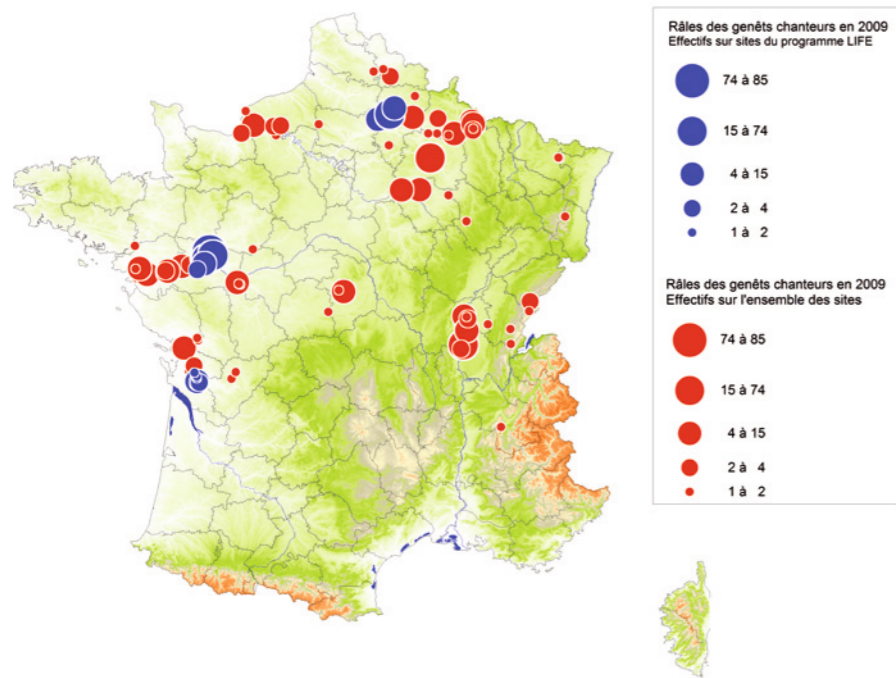 Râles des genêts chanteurs en 2009
Effectifs sur sites du programme LIFE
74 à 85
15 à 74
4 à 15
2 à 4
1 à 2
Râles des genêts chanteurs en 2009
Effectifs sur l'ensemble des sites
74 à 85
15 à 74
4 à 15
2 à 4
1 à 2